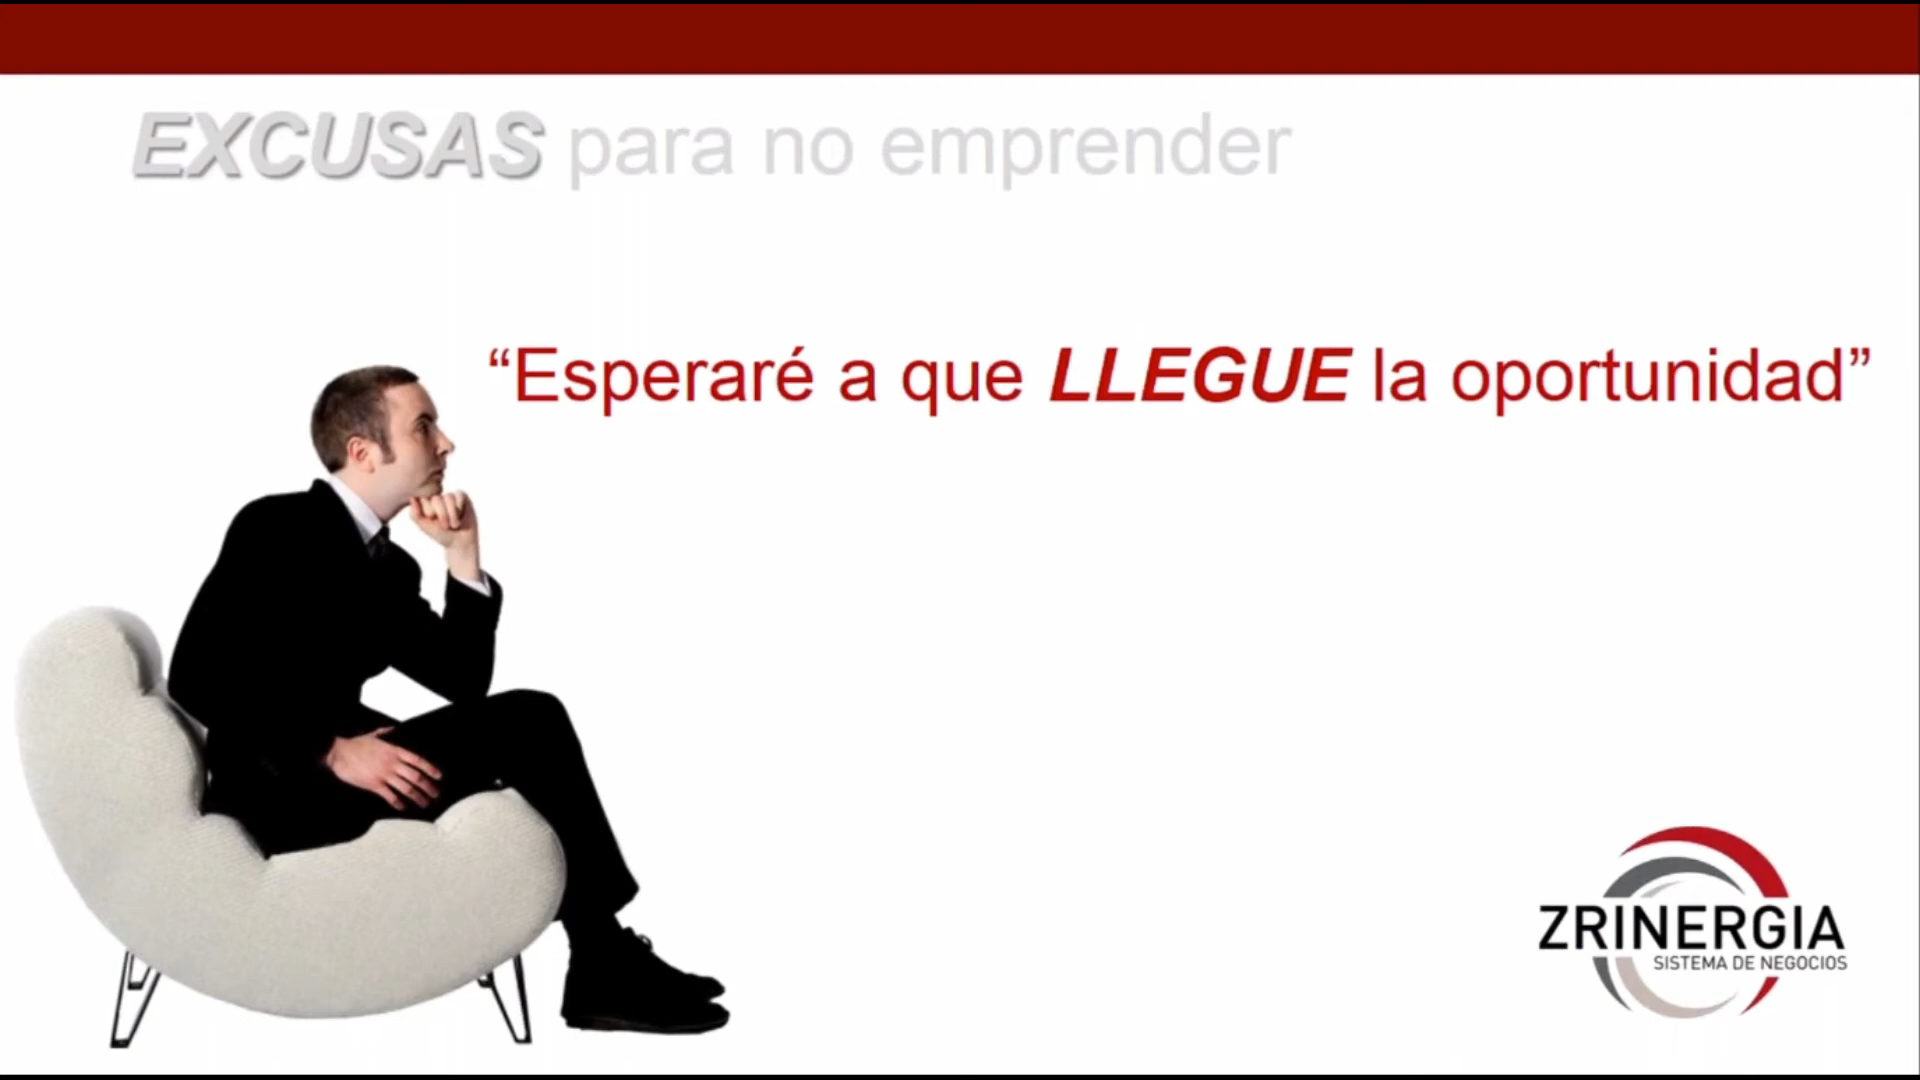 EXCUSAS para no emprender
“Esperaré a que LLEGUE la oportunidad”
ZRINERGIA
SISTEMA DE NEGOCIOS